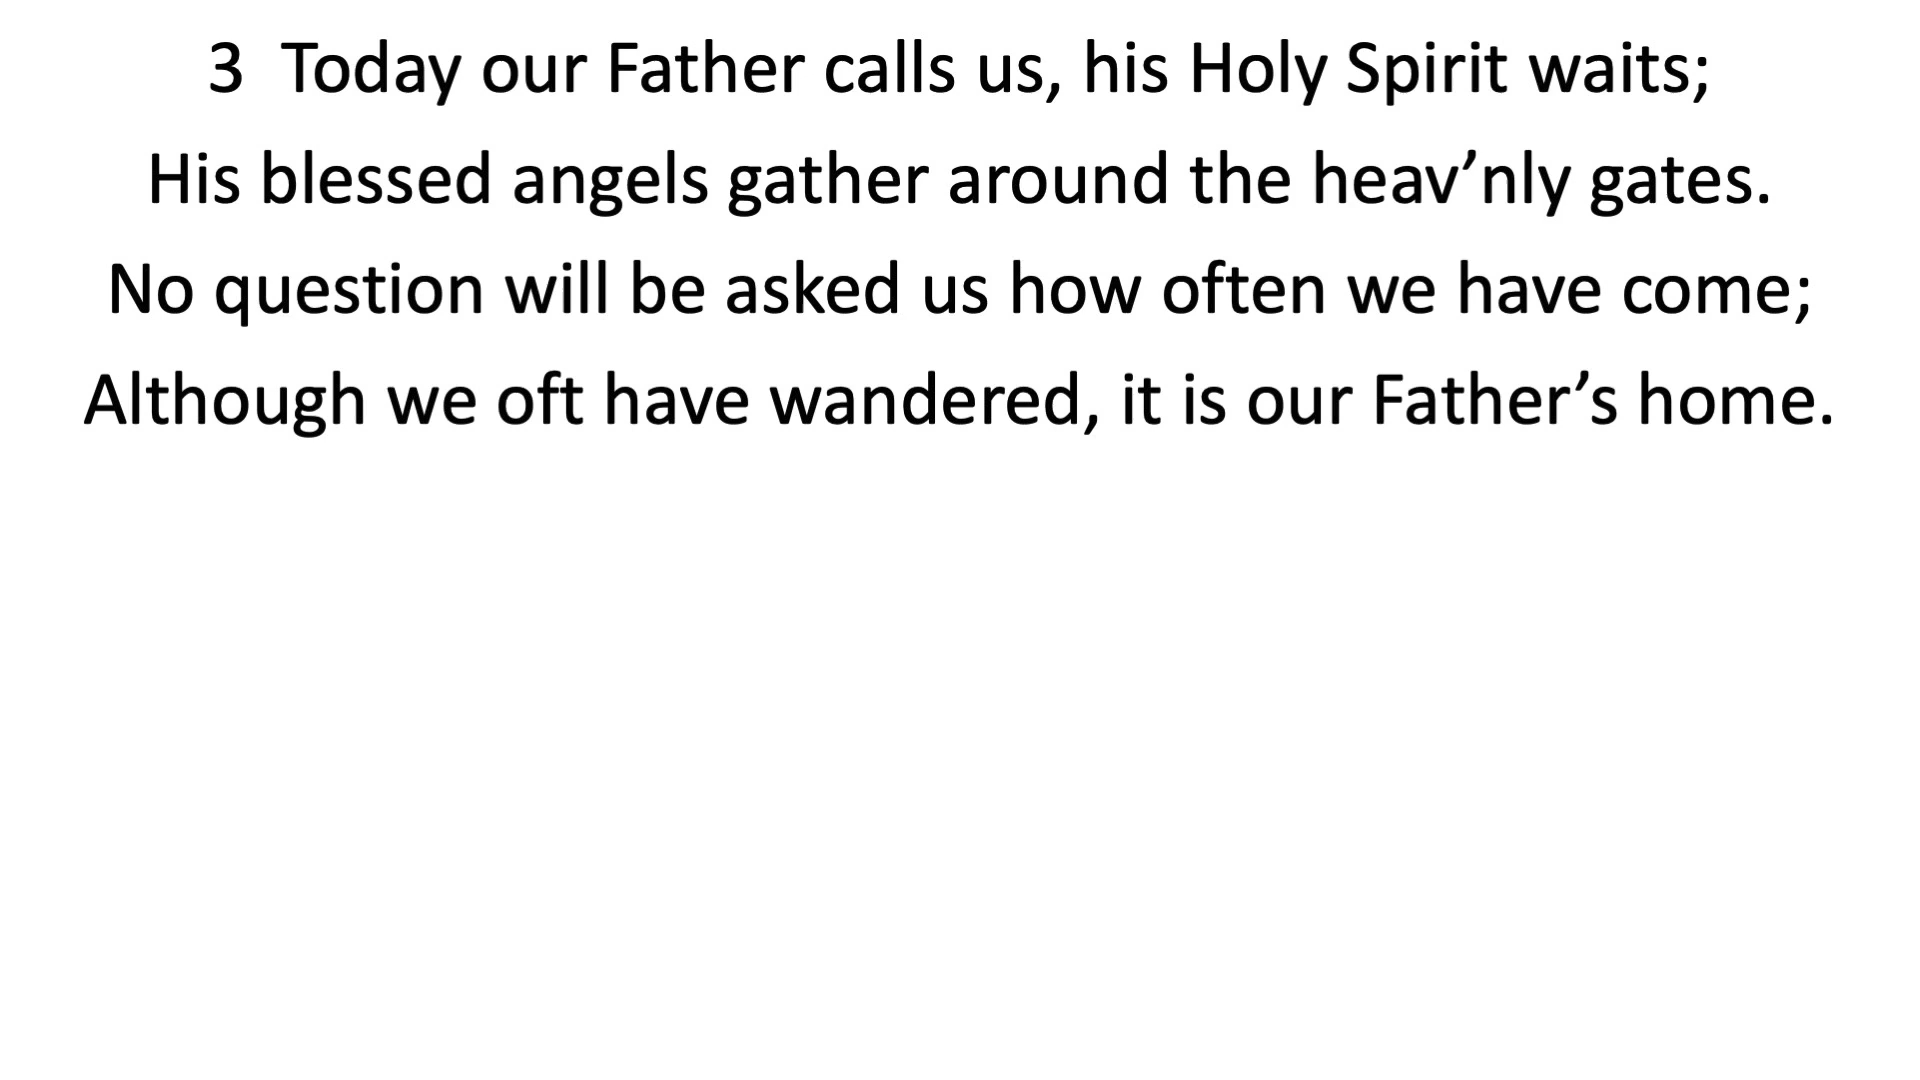 3  Today our Father calls us, his Holy Spirit waits;
His blessed angels gather around the heav’nly gates.
No question will be asked us how often we have come;
Although we oft have wandered, it is our Father’s home.